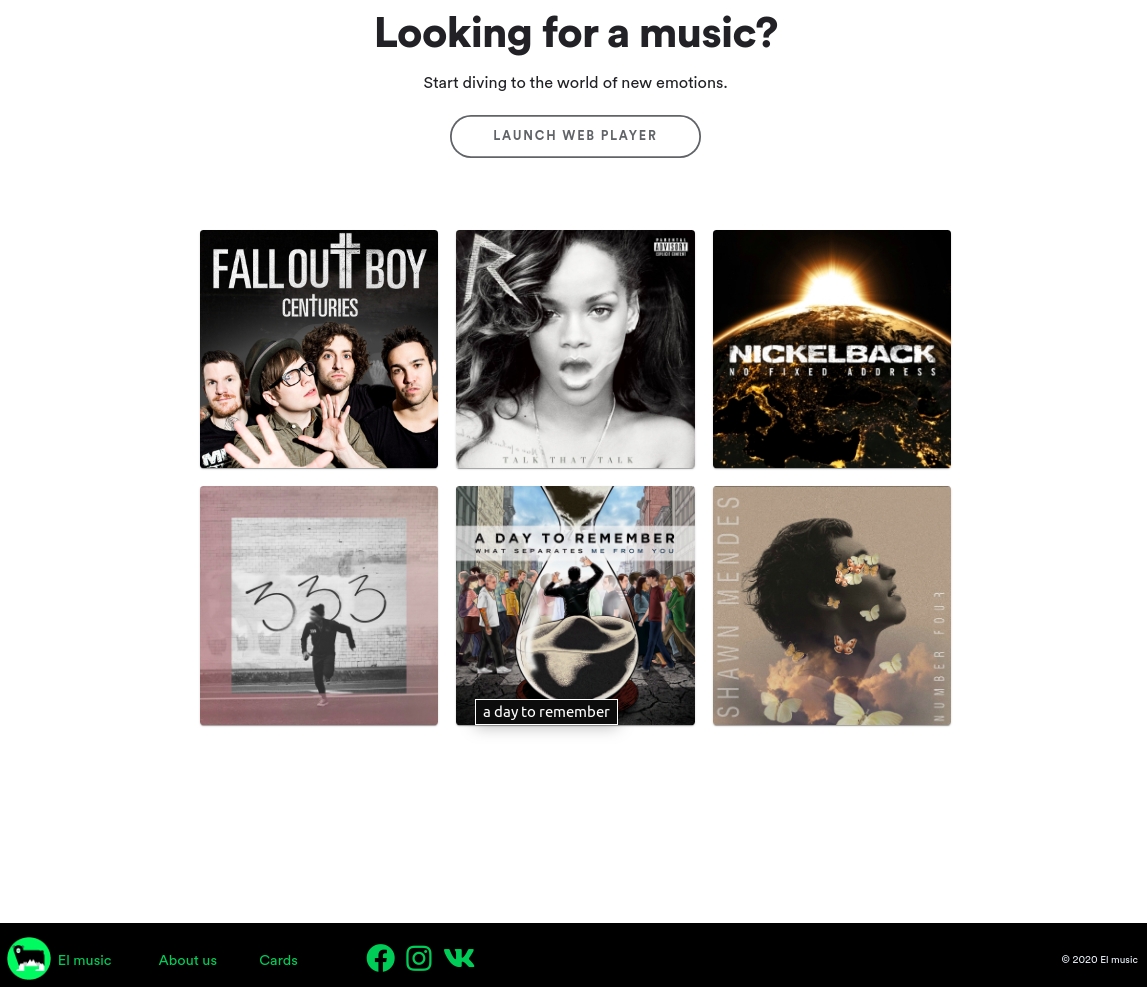 Looking for a music?
Start diving to the world of new emotions.
LAUNCH WEB PLAYER
FALL OUT BOY
CENTURIES
R
PARENTAL
ADVISORY
EXPLICIT CONTENT
TALK THAT TALK
NICKELBACK
NO FIXED ADDRESS
333
A DAY TO REMEMBER
WHAT SEPARATES ME FROM YOU
a day to remember
SHAWN MENDES
NUMBER FOUR
El music
About us
Cards
© 2020 El music